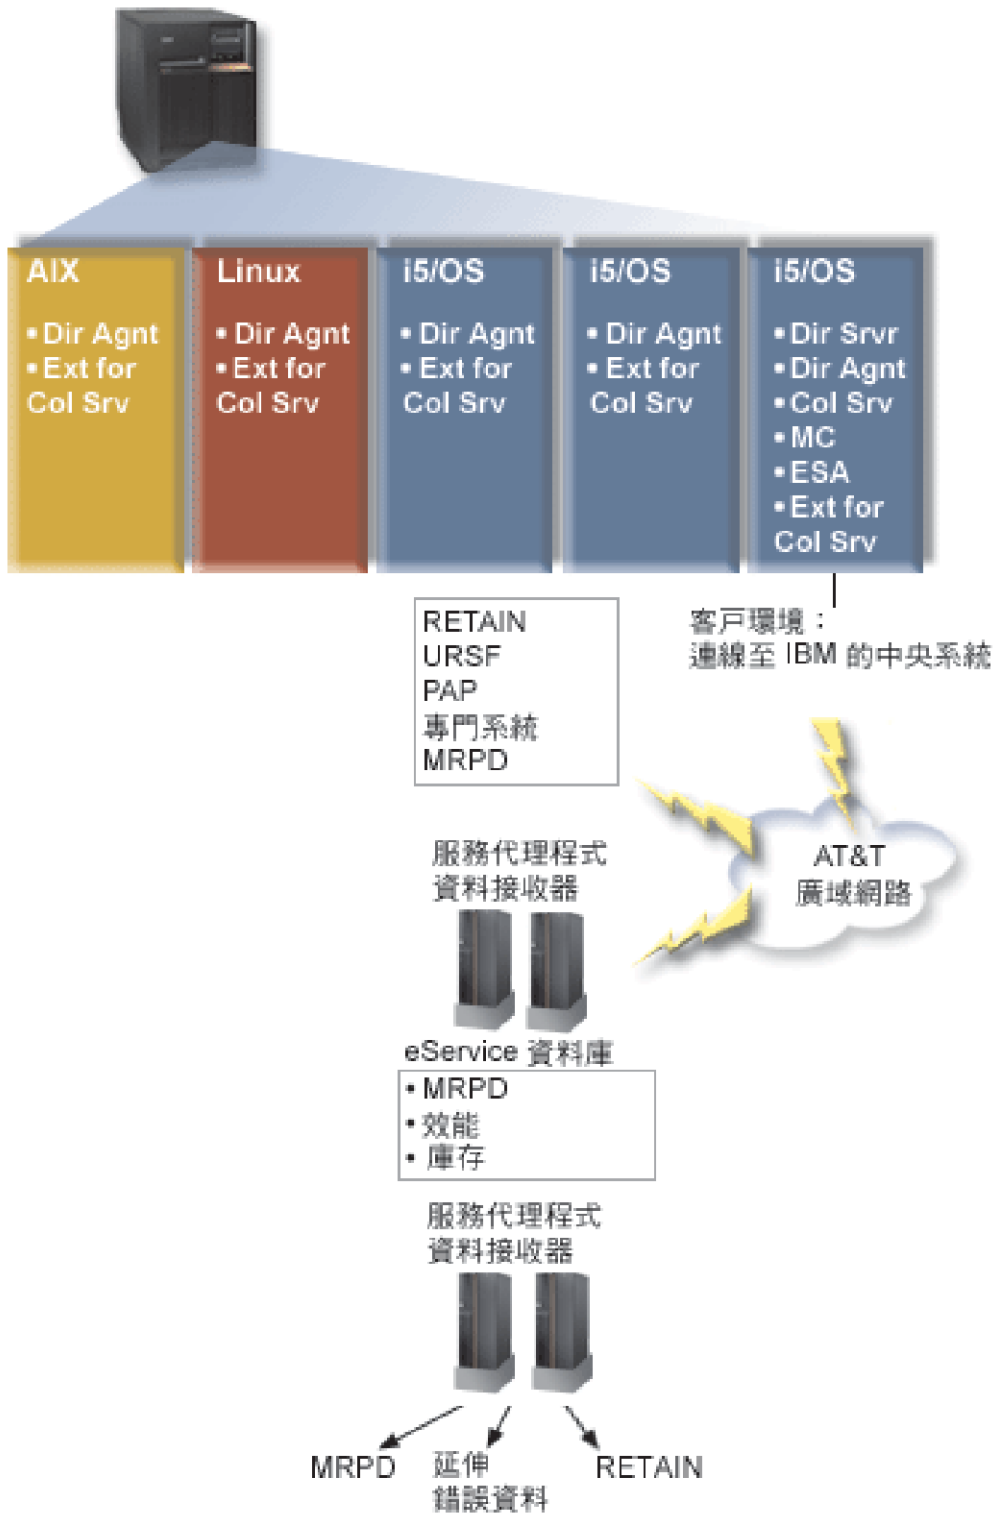 AIX
• Dir Agnt
• Ext for
Col Srv
Linux
• Dir Agnt
• Ext for
Col Srv
i5/OS
• Dir Agnt
• Ext for
Col Srv
i5/OS
• Dir Agnt
• Ext for
Col Srv
i5/OS
• Dir Srvr
• Dir Agnt
• Col Srv
• MC
• ESA
• Ext for
Col Srv
客戶環境：
連線至 IBM 的中央系統
RETAIN
URSF
PAP
專門系統
MRPD
AT&T
廣域網路
服務代理程式
資料接收器
eService 資料庫
• MRPD
• 效能
• 庫存
服務代理程式
資料接收器
MRPD
延伸
錯誤資料
RETAIN